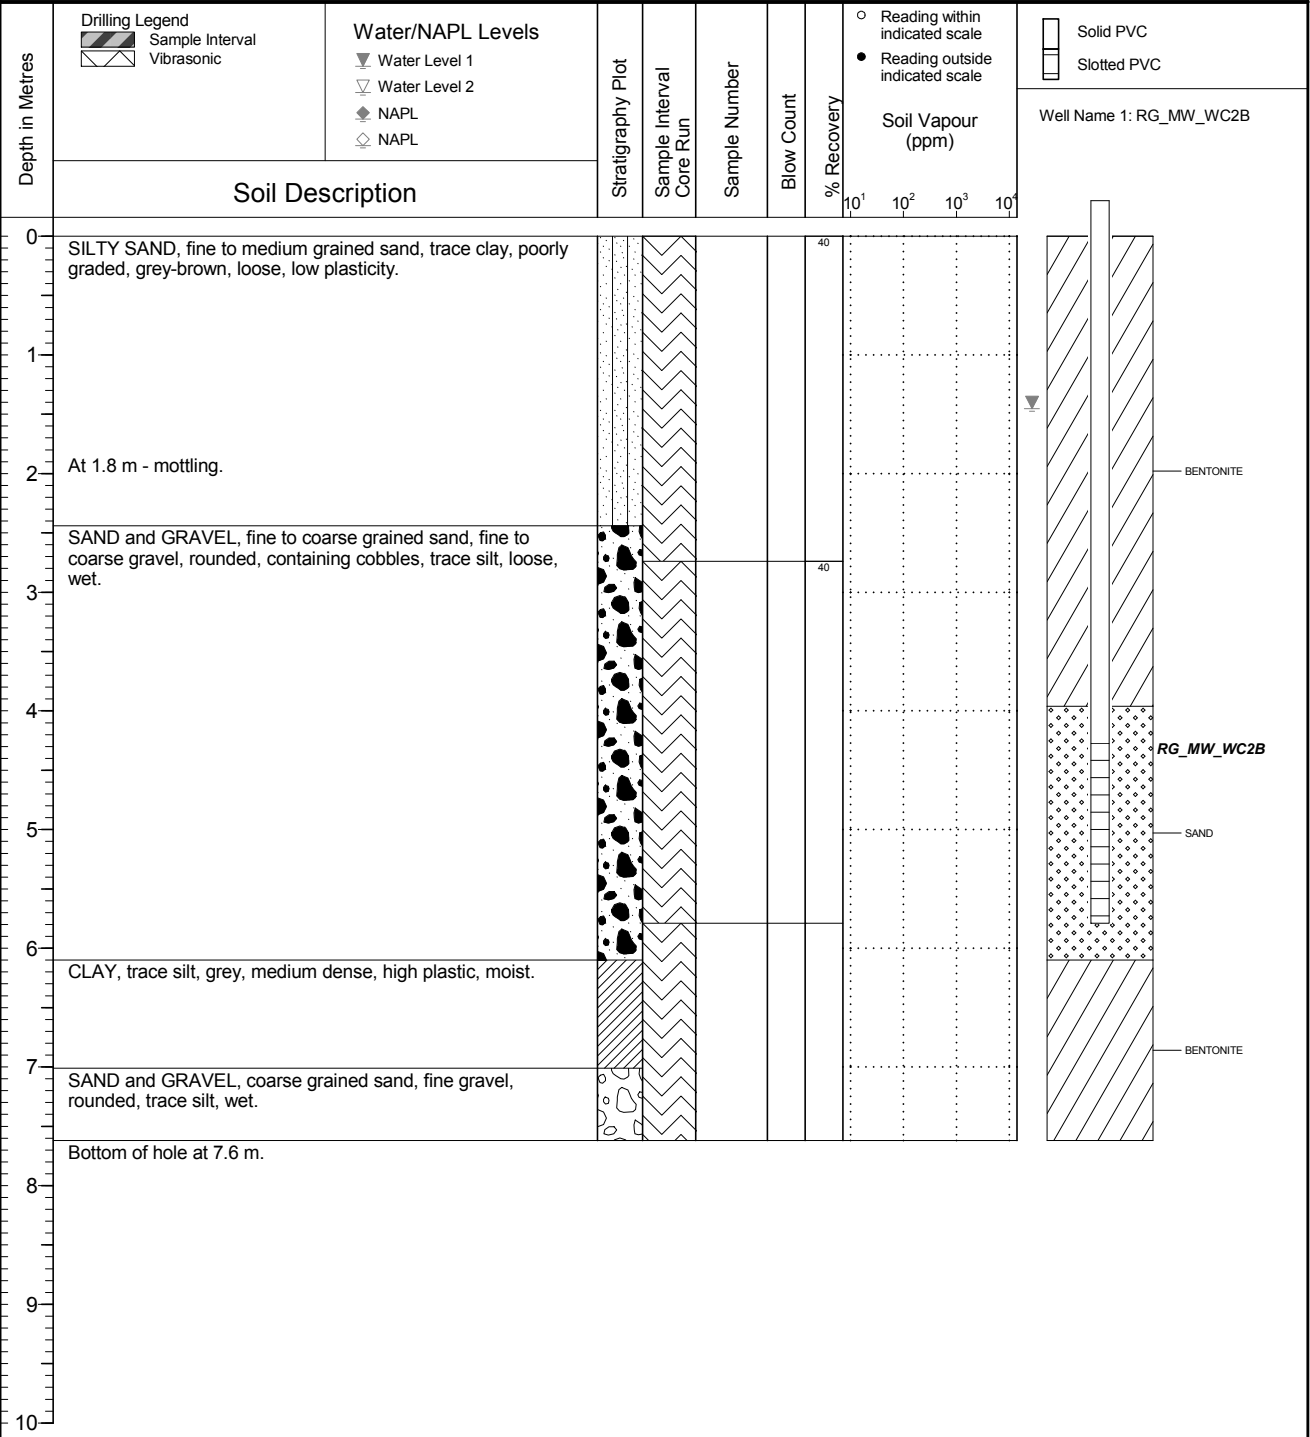 Depth in Metres
Drilling Legend
Sample Interval
Vibrasonic
Water/NAPL Levels
Water Level 1
Water Level 2
NAPL
NAPL
Soil Description
Stratigraphy Plot
Sample Interval
Core Run
Sample Number
Blow Count
% Recovery
Reading within
indicated scale
Reading outside
indicated scale
Soil Vapour
(ppm)
10¹ 10² 10³ 10⁴
Solid PVC
Slotted PVC
Well Name 1: RG_MW_WC2B
0
SILTY SAND, fine to medium grained sand, trace clay, poorly
graded, grey-brown, loose, low plasticity.
40
1
At 1.8 m - mottling.
2
BENTONITE
SAND and GRAVEL, fine to coarse grained sand, fine to
coarse gravel, rounded, containing cobbles, trace silt, loose,
wet.
40
3
4
RG_MW_WC2B
5
SAND
6
CLAY, trace silt, grey, medium dense, high plastic, moist.
7
BENTONITE
SAND and GRAVEL, coarse grained sand, fine gravel,
rounded, trace silt, wet.
Bottom of hole at 7.6 m.
8
9
10